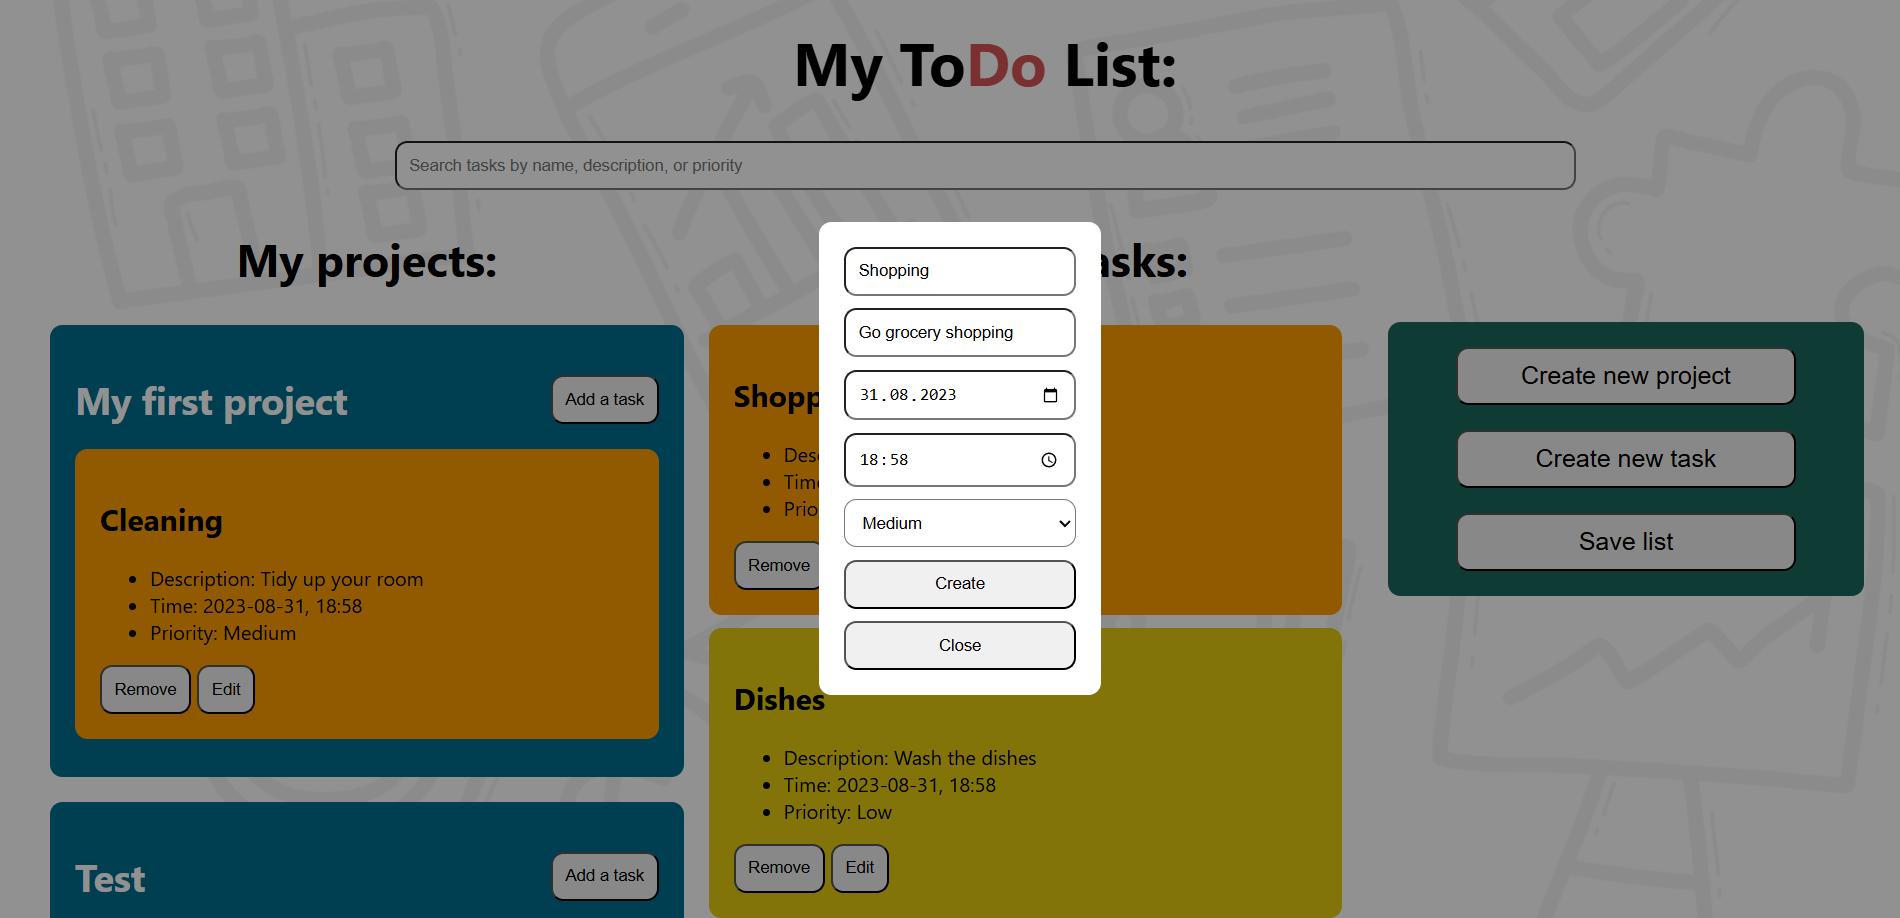 My ToDo List:
Search tasks by name, description, or priority
My projects:
asks:
My first project
Add a task
Cleaning
Description: Tidy up your room
Time: 2023-08-31, 18:58
Priority: Medium
Remove
Edit
Test
Add a task
Shopp
Des
Tim
Prio
Remove
Dishes
Description: Wash the dishes
Time: 2023-08-31, 18:58
Priority: Low
Remove
Edit
Shopping
Go grocery shopping
31.08.2023
18:58
Medium
Create
Close
Create new project
Create new task
Save list